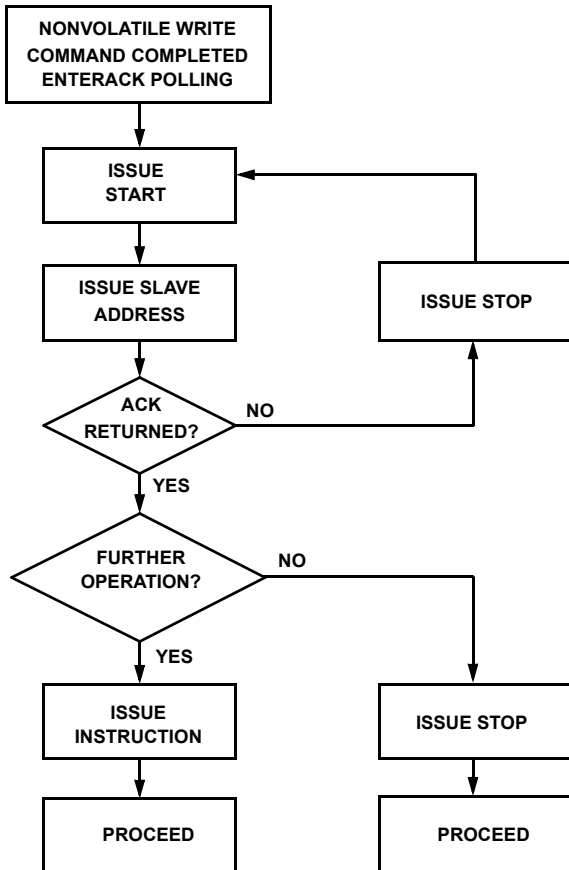 NONVOLATILE WRITE
COMMAND COMPLETED
ENTERACK POLLING
ISSUE
START
ISSUE SLAVE
ADDRESS
ISSUE STOP
ACK
RETURNED?
NO
YES
FURTHER
OPERATION?
NO
YES
ISSUE
INSTRUCTION
ISSUE STOP
PROCEED
PROCEED